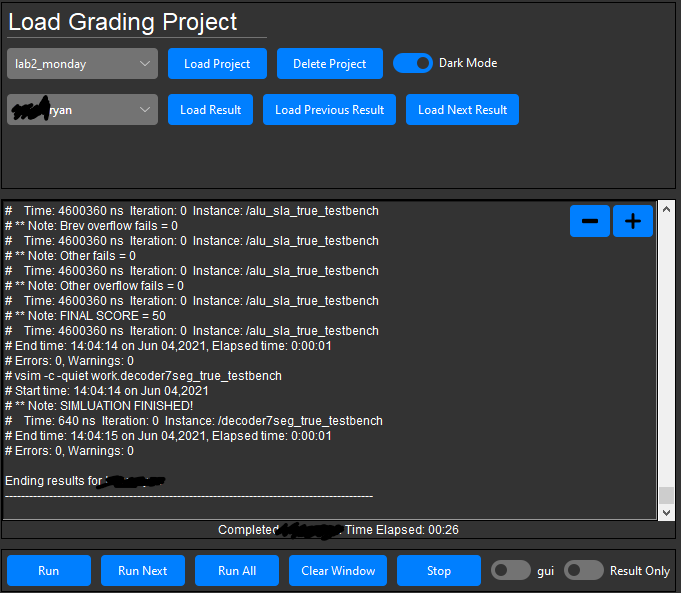 Load Grading Project
lab2_monday Load Project Delete Project Dark Mode
ryan Load Result Load Previous Result Load Next Result
#    Time: 4600360 ns  Iteration: 0  Instance: /alu_sla_true_testbench
# ** Note: Brev overflow fails = 0
#    Time: 4600360 ns  Iteration: 0  Instance: /alu_sla_true_testbench
# ** Note: Other fails = 0
#    Time: 4600360 ns  Iteration: 0  Instance: /alu_sla_true_testbench
# ** Note: Other overflow fails = 0
#    Time: 4600360 ns  Iteration: 0  Instance: /alu_sla_true_testbench
# ** Note: FINAL SCORE = 50
#    Time: 4600360 ns  Iteration: 0  Instance: /alu_sla_true_testbench
# End time: 14:04:14 on Jun 04,2021, Elapsed time: 0:00:01
# Errors: 0, Warnings: 0
# vsim -c -quiet work.decoder7seg_true_testbench
# Start time: 14:04:14 on Jun 04,2021
# ** Note: SIMLUATION FINISHED!
#    Time: 640 ns  Iteration: 0  Instance: /decoder7seg_true_testbench
# End time: 14:04:15 on Jun 04,2021, Elapsed time: 0:00:01
# Errors: 0, Warnings: 0
Ending results for
Completed Time Elapsed: 00:26
Run Run Next Run All Clear Window Stop gui Result Only